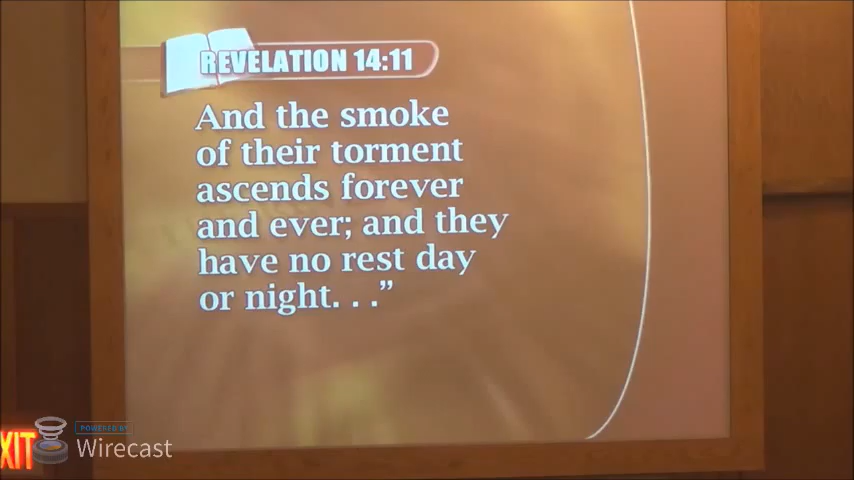 REVELATION 14:11
And the smoke
of their torment
ascends forever
and ever; and they
have no rest day
or night. . .”
XIT
POWERED BY
Wirecast